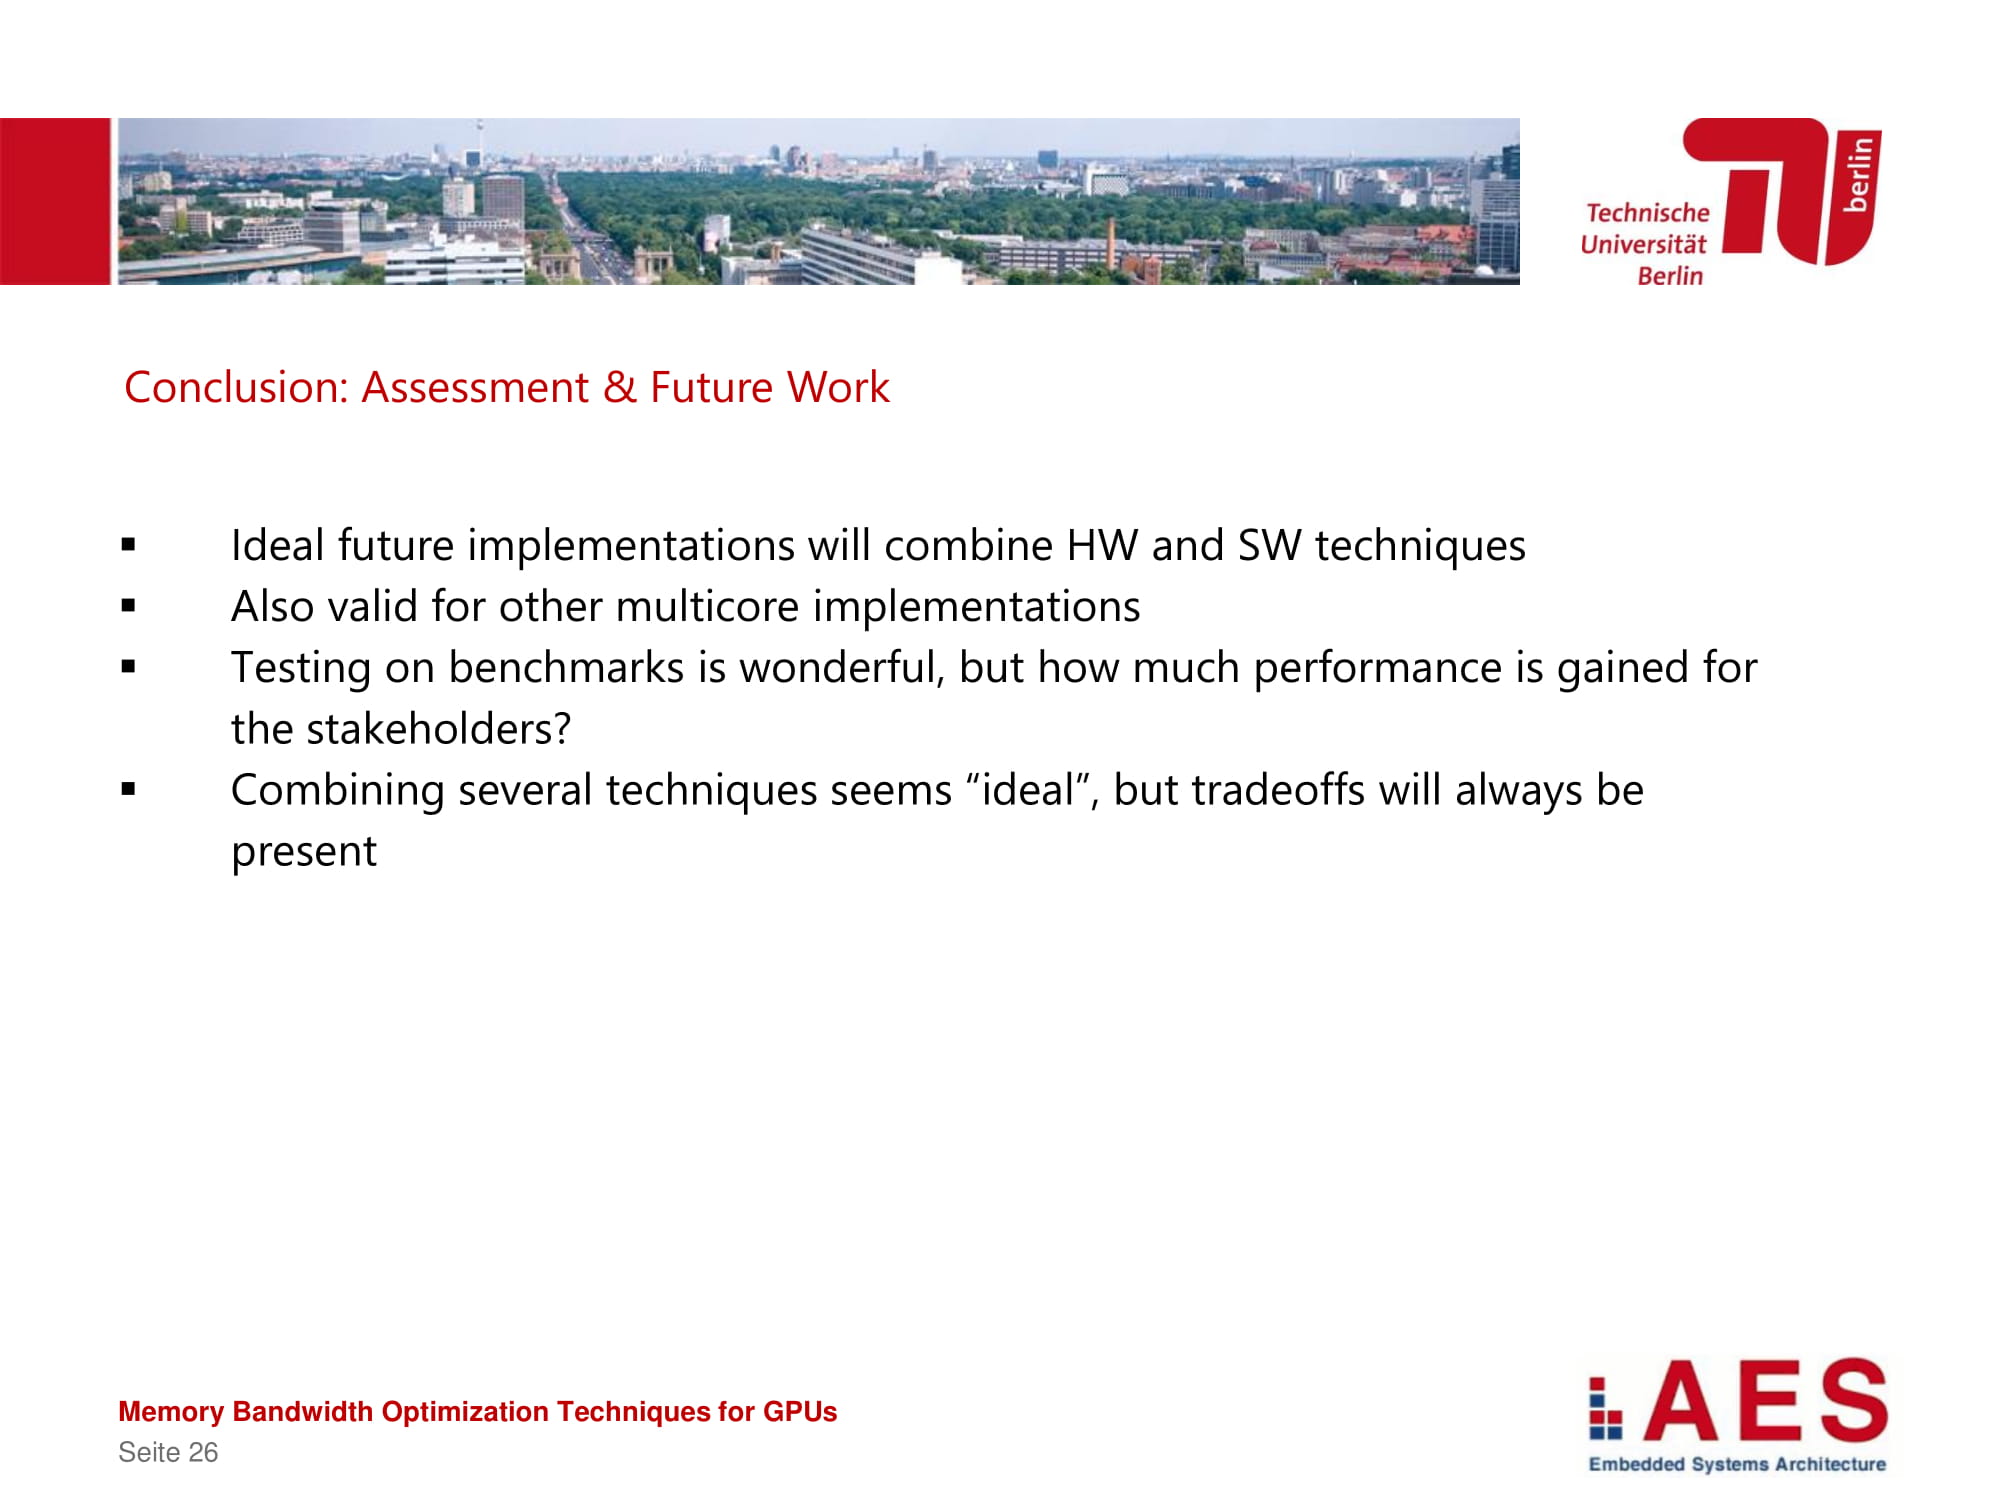 berlin
Technische
Universität
Berlin
Conclusion: Assessment & Future Work
▪ Ideal future implementations will combine HW and SW techniques
▪ Also valid for other multicore implementations
▪ Testing on benchmarks is wonderful, but how much performance is gained for
the stakeholders?
▪ Combining several techniques seems “ideal”, but tradeoffs will always be
present
Memory Bandwidth Optimization Techniques for GPUs
Seite 26
AES
Embedded Systems Architecture